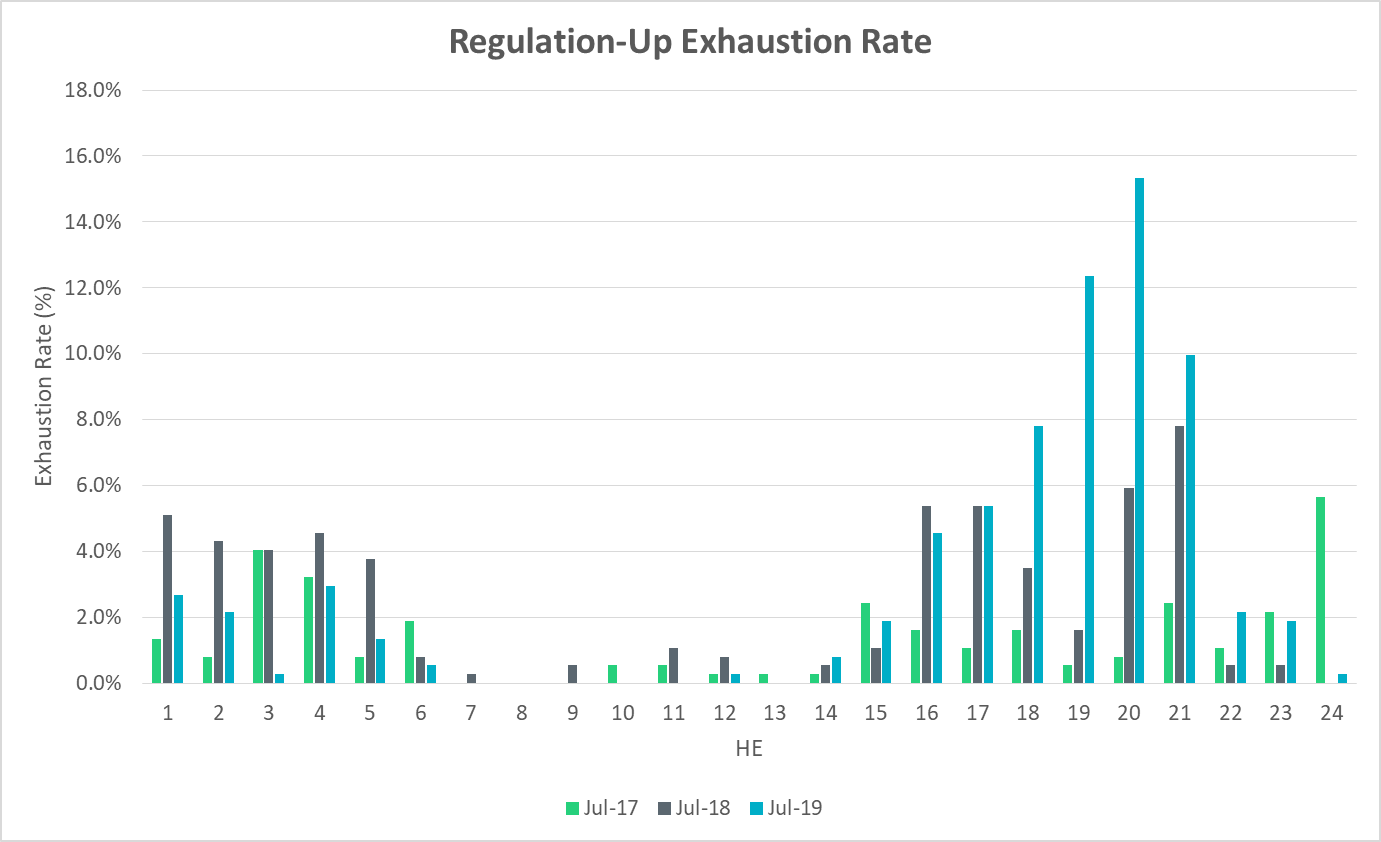 Regulation-Up Exhaustion Rate
18.0%
16.0%
14.0%
12.0%
10.0%
8.0%
6.0%
4.0%
2.0%
0.0%
Exhaustion Rate (%)
1 2 3 4 5 6 7 8 9 10 11 12 13 14 15 16 17 18 19 20 21 22 23 24
HE
Jul-17 Jul-18 Jul-19